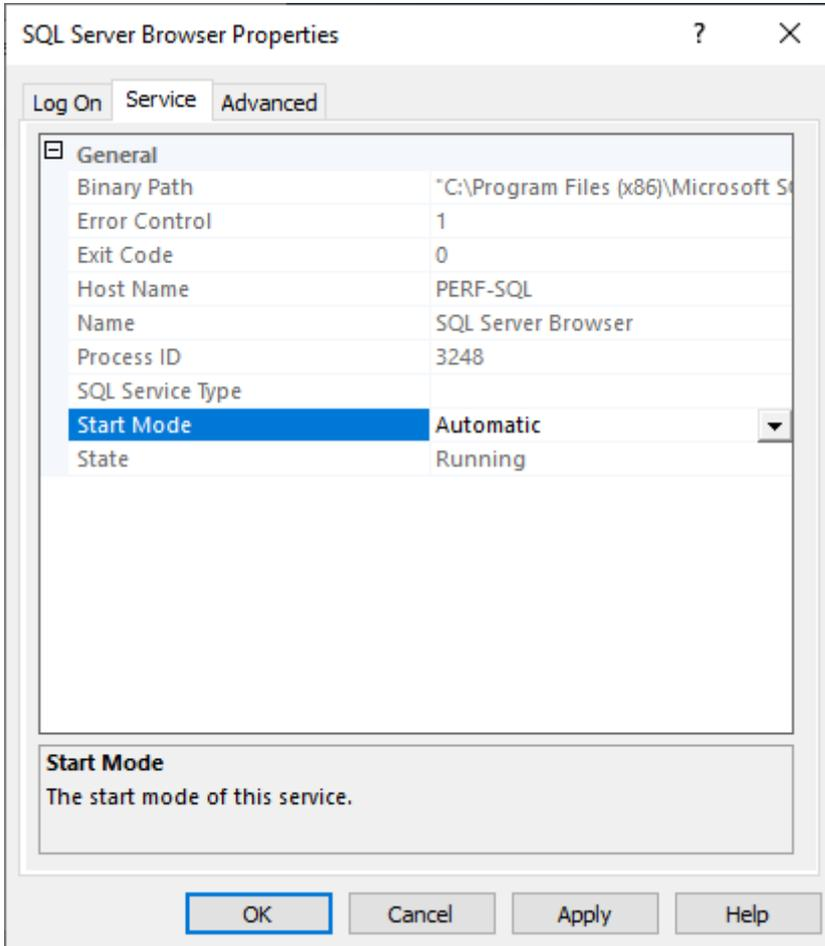 SQL Server Browser Properties ?
Log On Service Advanced
General
Binary Path "C:\Program Files (x86)\Microsoft S
Error Control 1
Exit Code 0
Host Name PERF-SQL
Name SQL Server Browser
Process ID 3248
SQL Service Type
Start Mode Automatic
State Running
Start Mode
The start mode of this service.
OK Cancel Apply Help